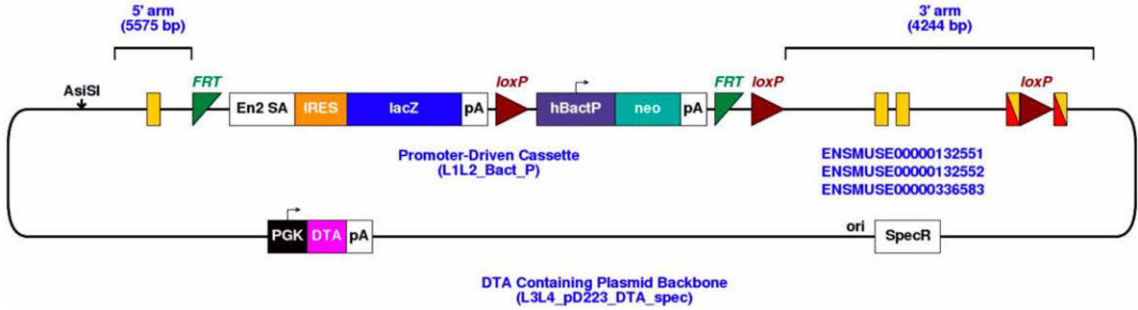 5' arm
(5575 bp)
3' arm
(4244 bp)
AsiSI
FRT
loxP
FRT
loxP
loxP
En2 SA
IRES
lacZ
pA
hBactP
neo
pA
Promoter-Driven Cassette
(L1L2_Bact_P)
ENSMUSE00000132551
ENSMUSE00000132552
ENSMUSE00000336583
PGK
DTA
pA
ori
SpecR
DTA Containing Plasmid Backbone
(L3L4_pD223_DTA_spec)